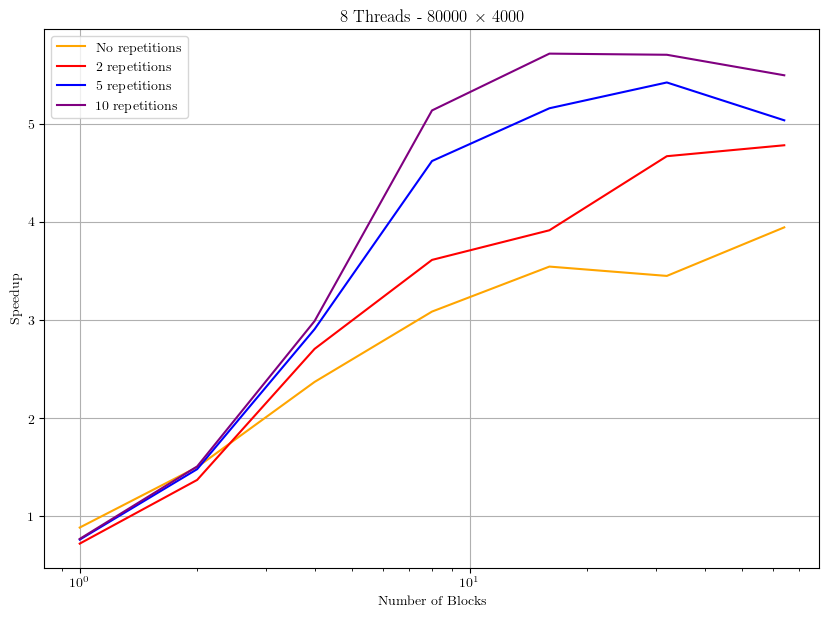 8 Threads - 80000 × 4000
No repetitions
2 repetitions
5 repetitions
10 repetitions
Speedup
5
4
3
2
1
10⁰
10¹
Number of Blocks